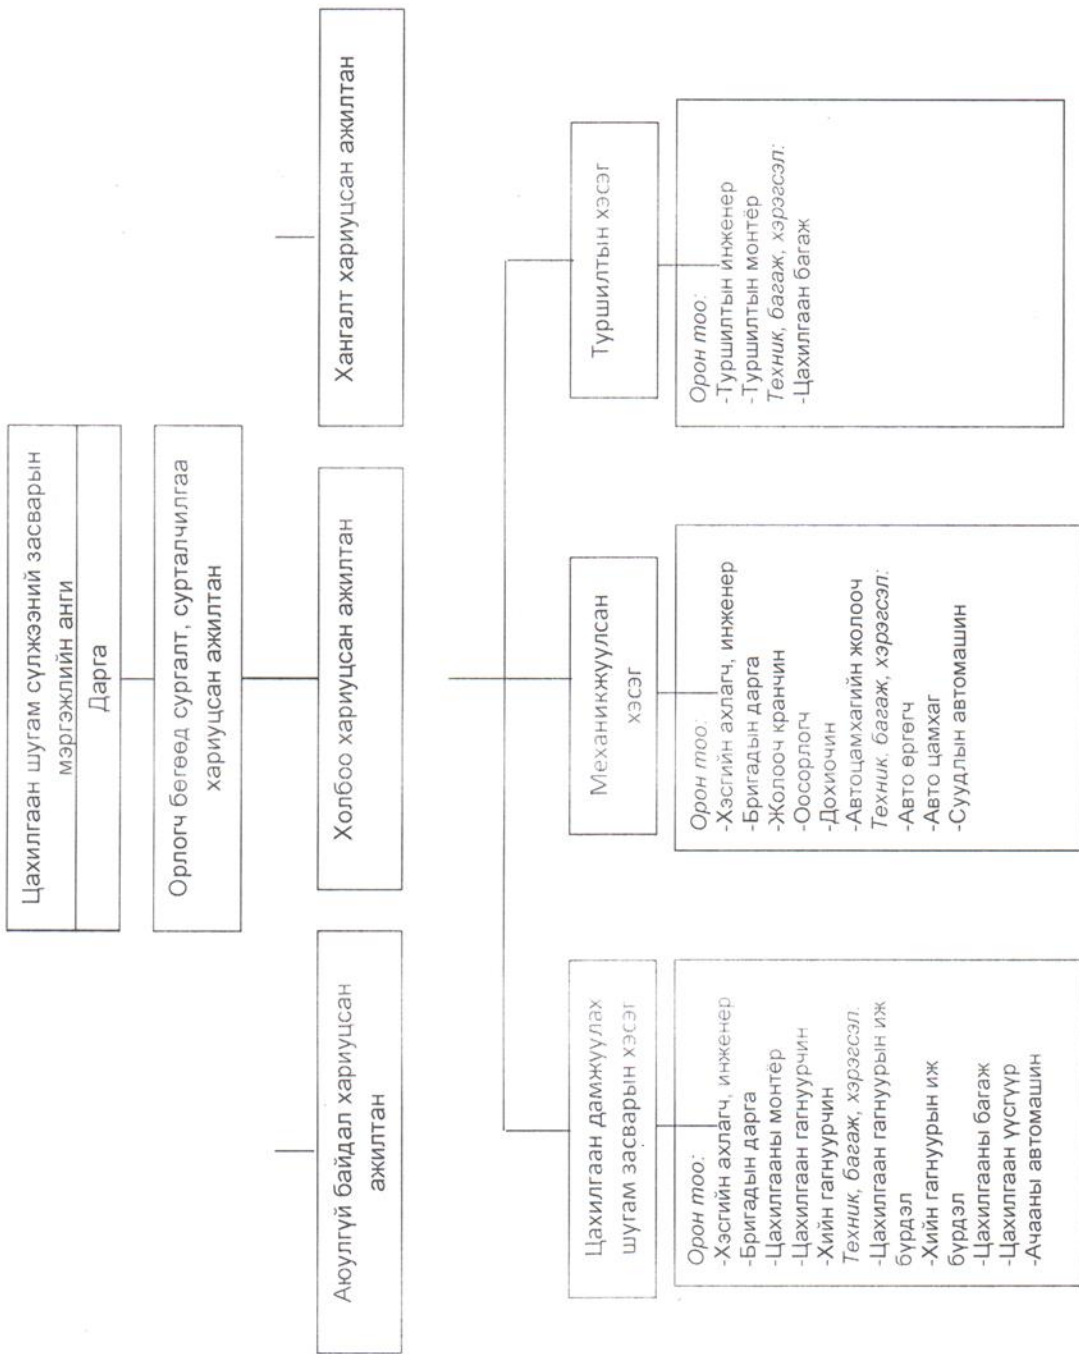 Цахилгаан шугам сүлжээний засварын
мэргэжлийн анги
Дарга
Орлогч бөгөөд сургалт, сурталчилгаа
хариуцсан ажилтан
Аюулгүй байдал хариуцсан
ажилтан
Холбоо хариуцсан ажилтан
Хангалт хариуцсан ажилтан
Цахилгаан дамжуулах
шугам засварын хэсэг
Орон тоо:
-Хэсгийн ахлагч, инженер
-Бригадын дарга
-Цахилгааны монтёр
-Цахилгаан гагнуурчин
-Хийн гагнуурчин
Техник, багаж, хэрэгсэл:
-Цахилгаан гагнуурын иж
бүрдэл
-Хийн гагнуурын иж
бүрдэл
-Цахилгааны багаж
-Цахилгаан үүсгүүр
-Ачааны автомашин
Механикжуулсан
хэсэг
Орон тоо:
-Хэсгийн ахлагч, инженер
-Бригадын дарга
-Жолооч кранчин
-Оосорлогч
-Дохиочин
-Автоцамхагийн жолооч
Техник, багаж, хэрэгсэл:
-Авто өргөгч
-Авто цамхаг
-Суудлын автомашин
Туршилтын хэсэг
Орон тоо:
-Туршилтын инженер
-Туршилтын монтёр
Техник, багаж, хэрэгсэл:
-Цахилгаан багаж